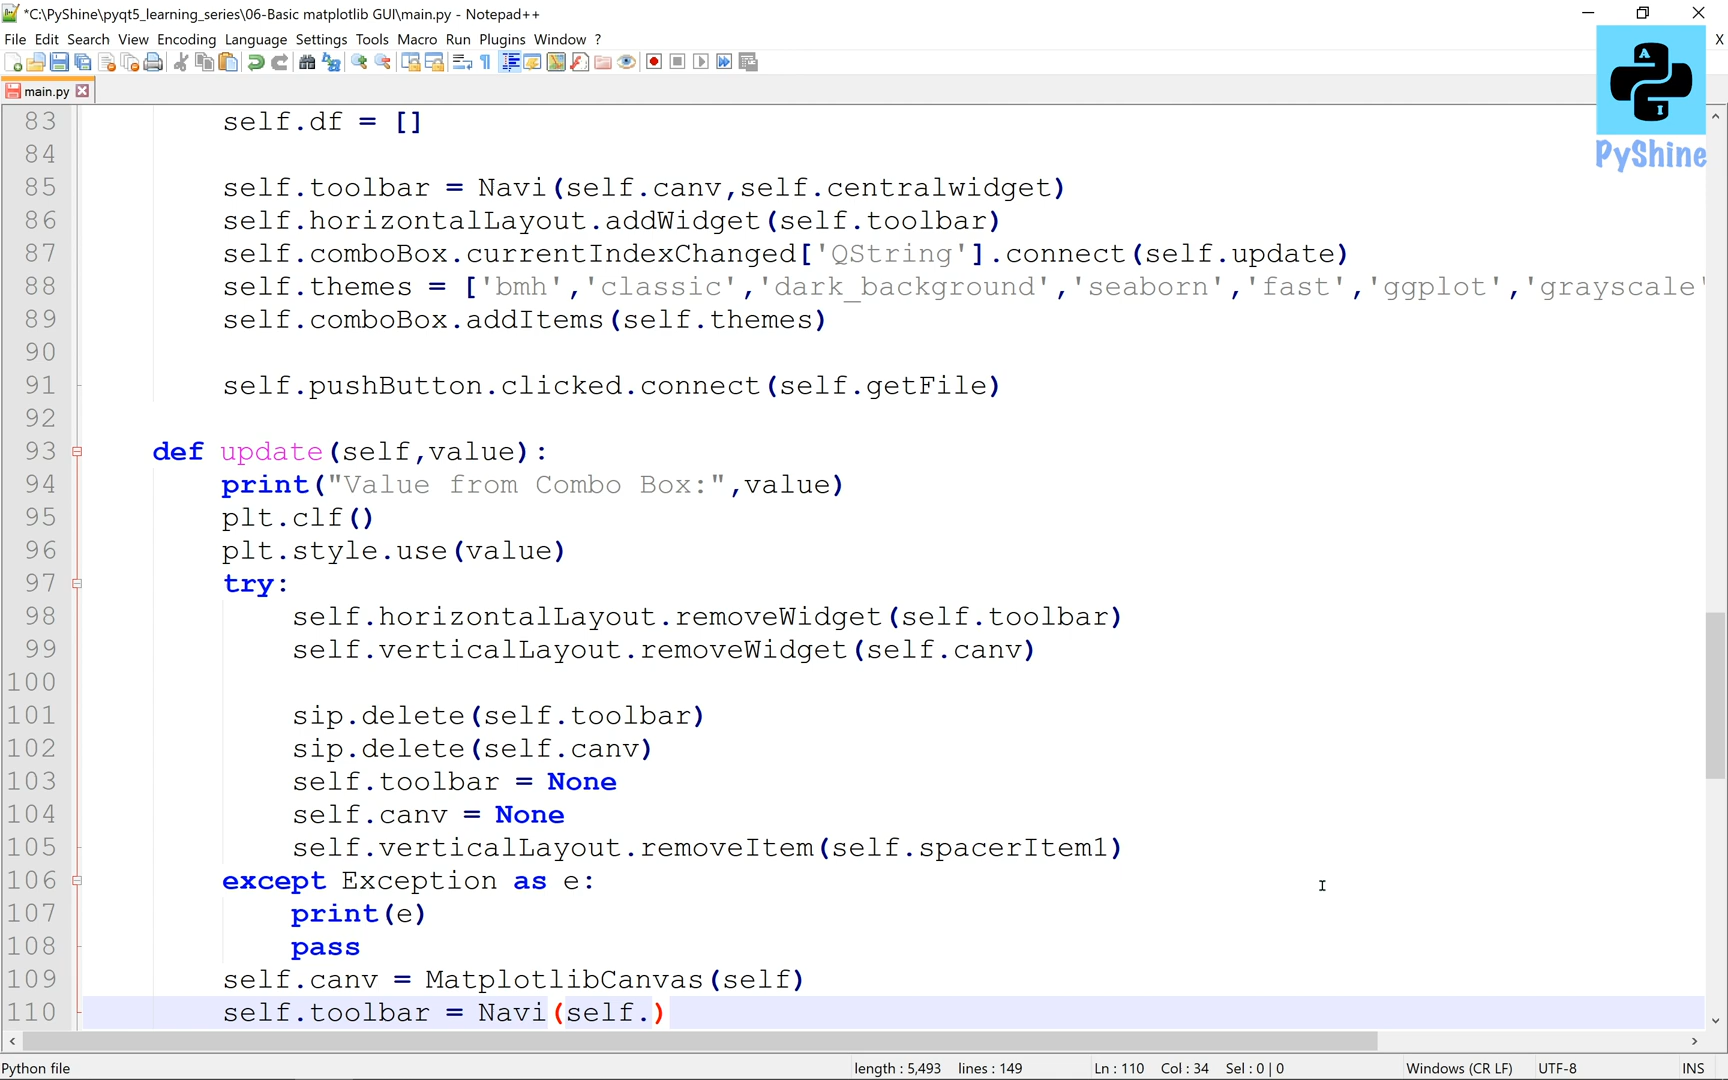 *C:\PyShine\pyqt5_learning_series\06-Basic matplotlib GUI\main.py - Notepad++
File Edit Search View Encoding Language Settings Tools Macro Run Plugins Window ?
X
main.py
PyShine
83 self.df = []
84
85 self.toolbar = Navi(self.canv,self.centralwidget)
86 self.horizontalLayout.addWidget(self.toolbar)
87 self.comboBox.currentIndexChanged['QString'].connect(self.update)
88 self.themes = ['bmh','classic','dark_background','seaborn','fast','ggplot','grayscale'
89 self.comboBox.addItems(self.themes)
90
91 self.pushButton.clicked.connect(self.getFile)
92
93 def update(self,value):
94 print("Value from Combo Box:",value)
95 plt.clf()
96 plt.style.use(value)
97 try:
98 self.horizontalLayout.removeWidget(self.toolbar)
99 self.verticalLayout.removeWidget(self.canv)
100
101 sip.delete(self.toolbar)
102 sip.delete(self.canv)
103 self.toolbar = None
104 self.canv = None
105 self.verticalLayout.removeItem(self.spacerItem1)
106 except Exception as e:
107 print(e)
108 pass
109 self.canv = MatplotlibCanvas(self)
110 self.toolbar = Navi(self.)
Python file length : 5,493 lines : 149 Ln : 110 Col : 34 Sel : 0 | 0 Windows (CR LF) UTF-8 INS